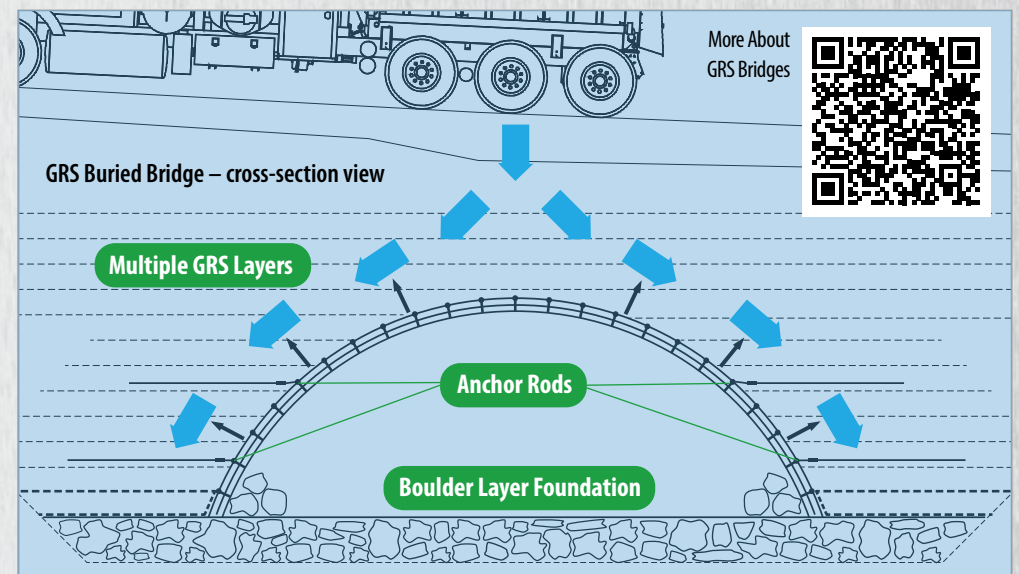 More About
GRS Bridges
GRS Buried Bridge – cross-section view
Multiple GRS Layers
Anchor Rods
Boulder Layer Foundation